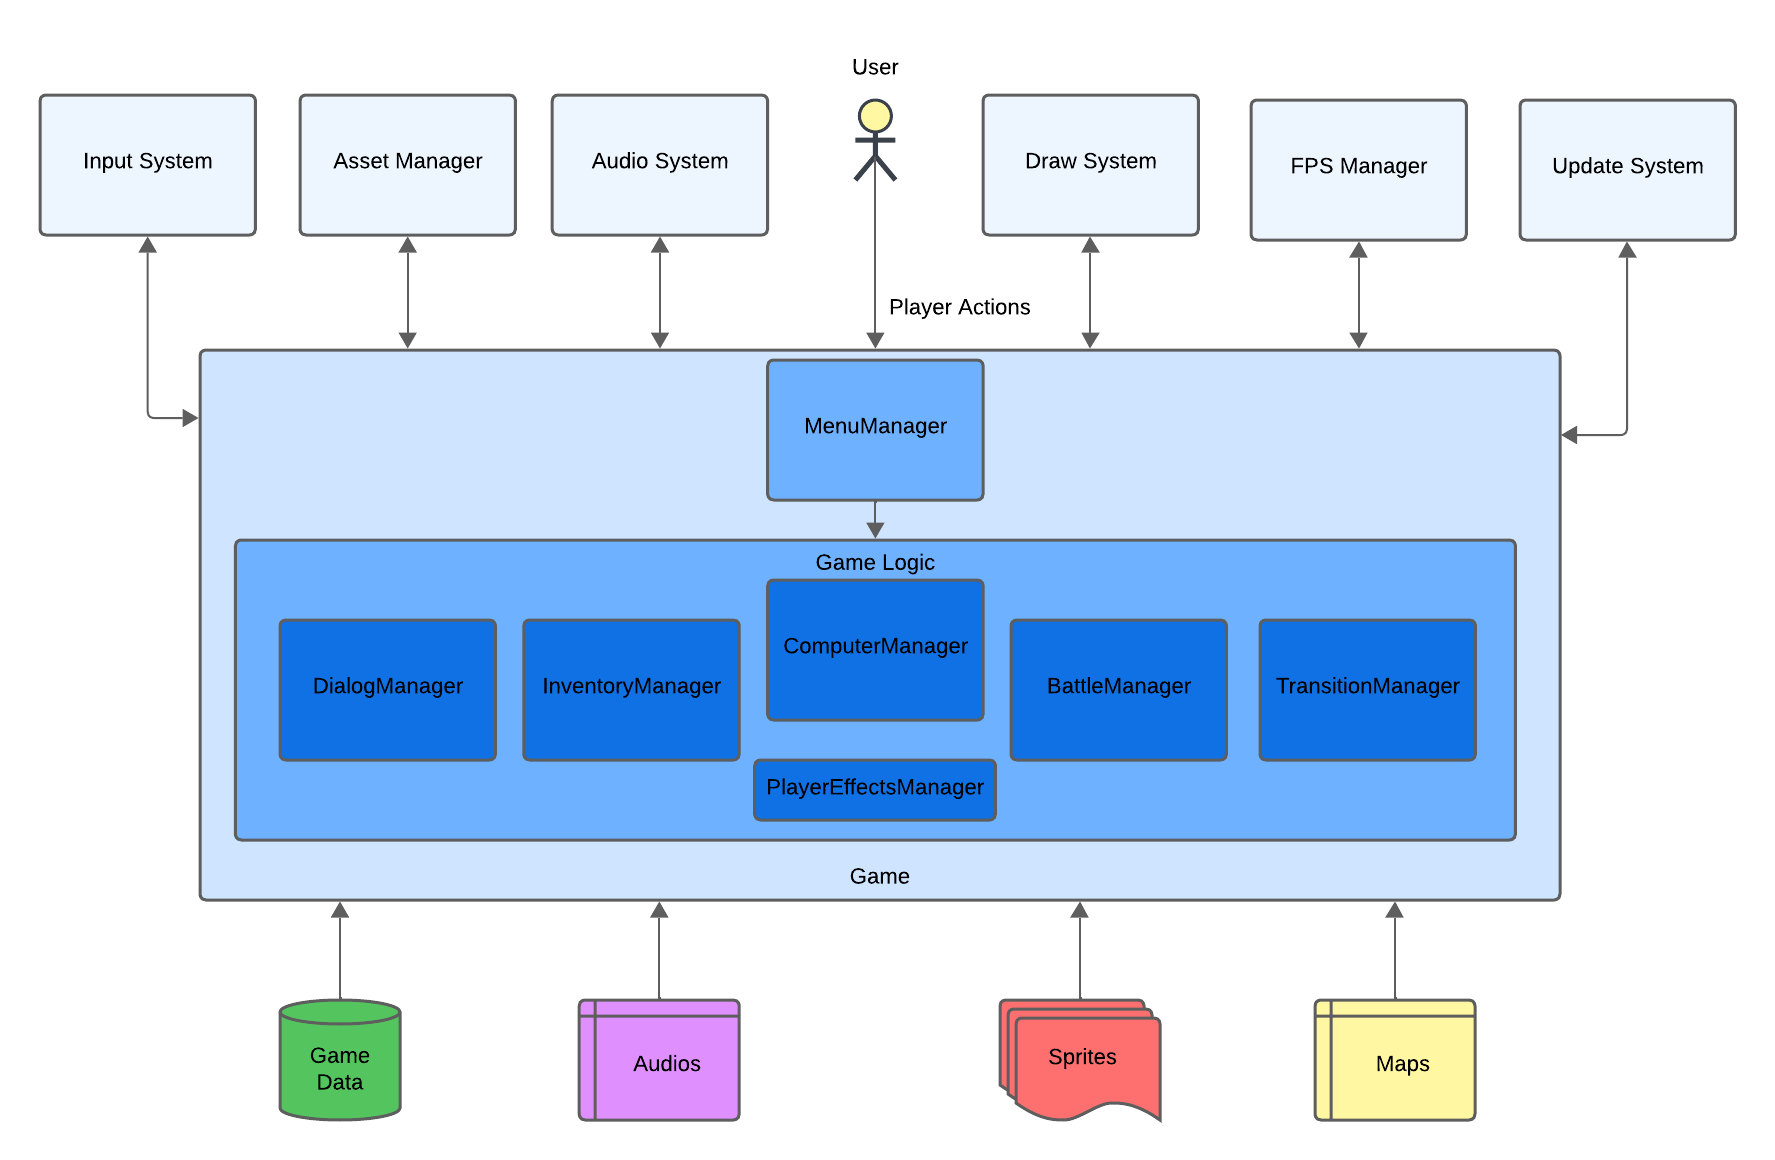 User
Input System
Asset Manager
Audio System
Draw System
FPS Manager
Update System
Player Actions
MenuManager
Game Logic
ComputerManager
DialogManager
InventoryManager
BattleManager
TransitionManager
PlayerEffectsManager
Game
Game
Data
Audios
Sprites
Maps